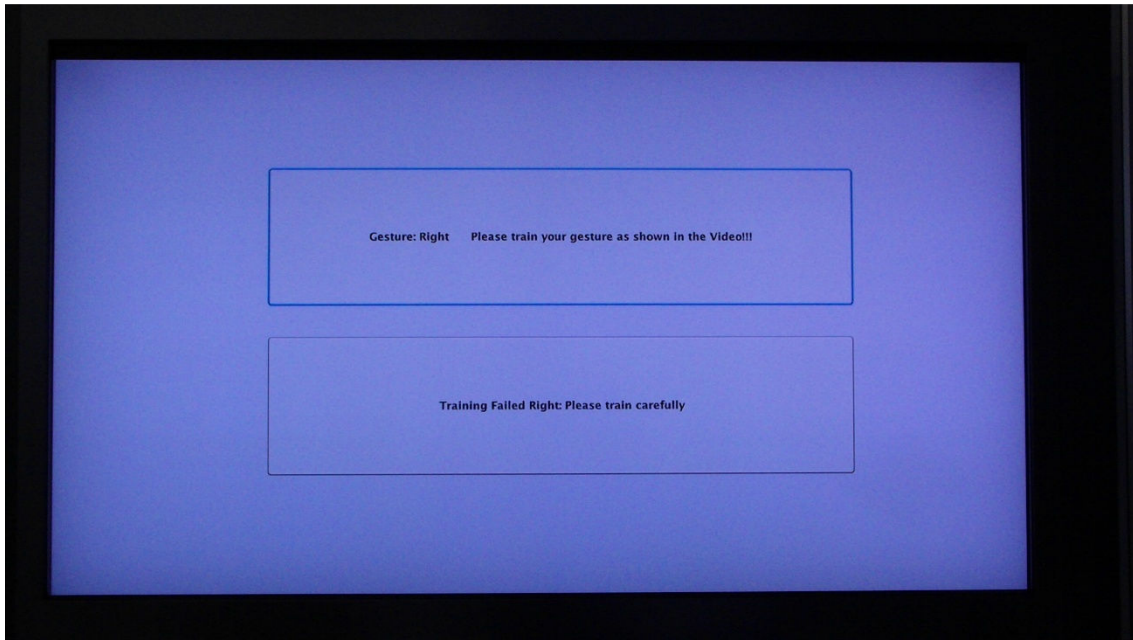 Gesture: Right Please train your gesture as shown in the Video!!!
Training Failed Right: Please train carefully